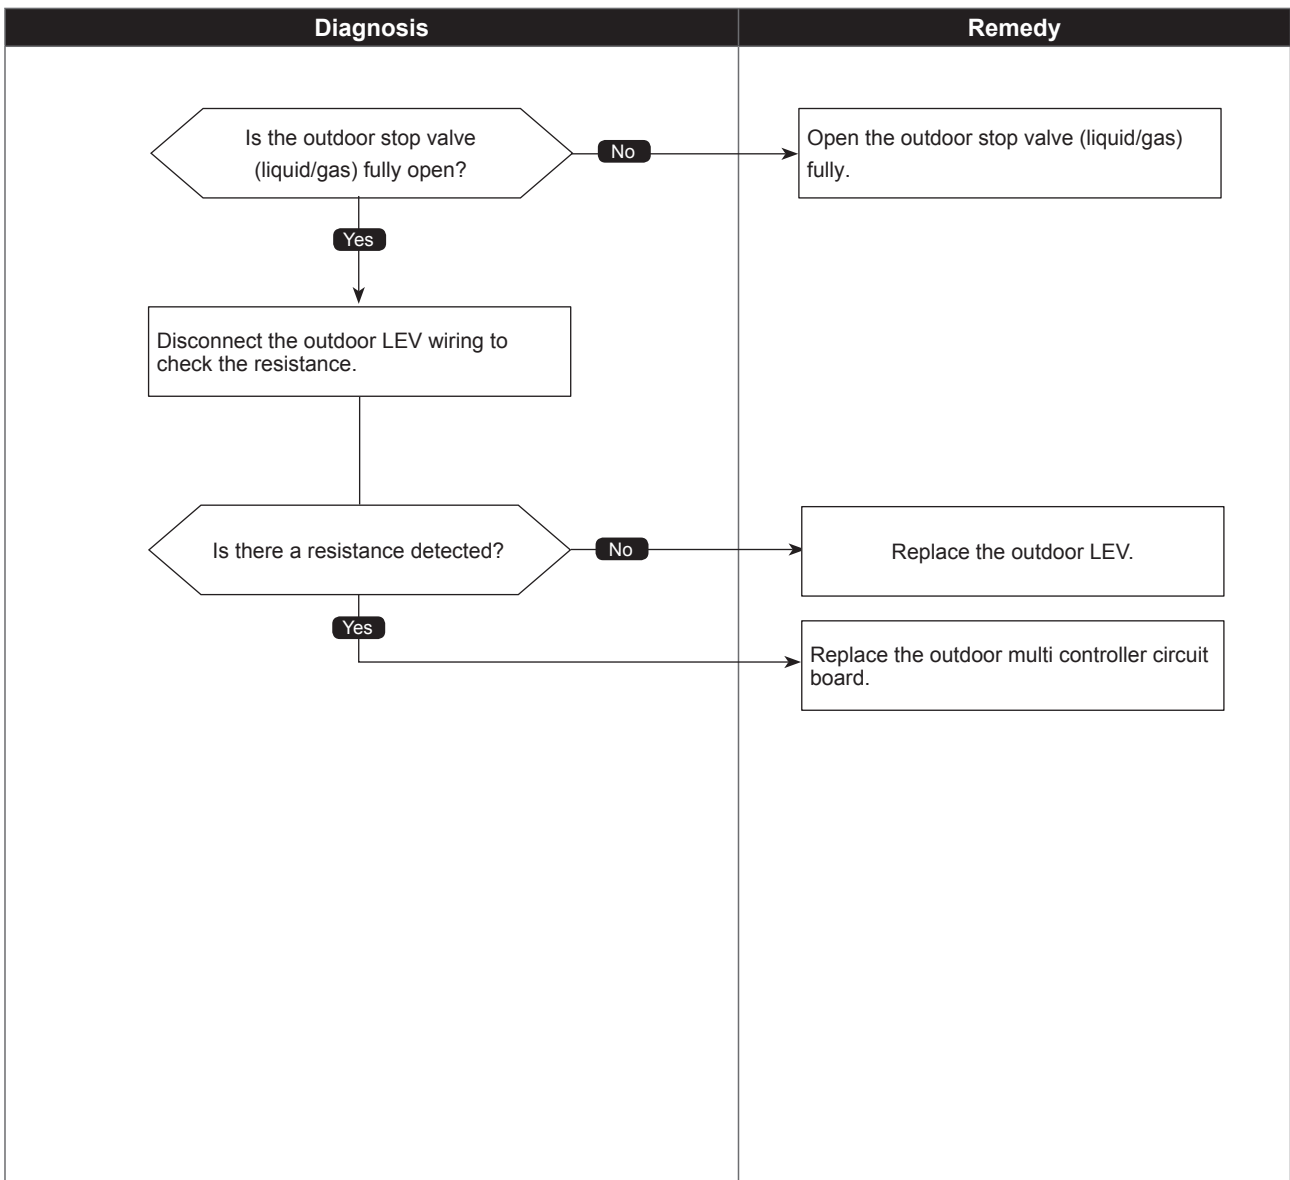 Diagnosis
Remedy
Is the outdoor stop valve
(liquid/gas) fully open?
No
Open the outdoor stop valve (liquid/gas)
fully.
Yes
Disconnect the outdoor LEV wiring to
check the resistance.
Is there a resistance detected?
No
Replace the outdoor LEV.
Yes
Replace the outdoor multi controller circuit
board.